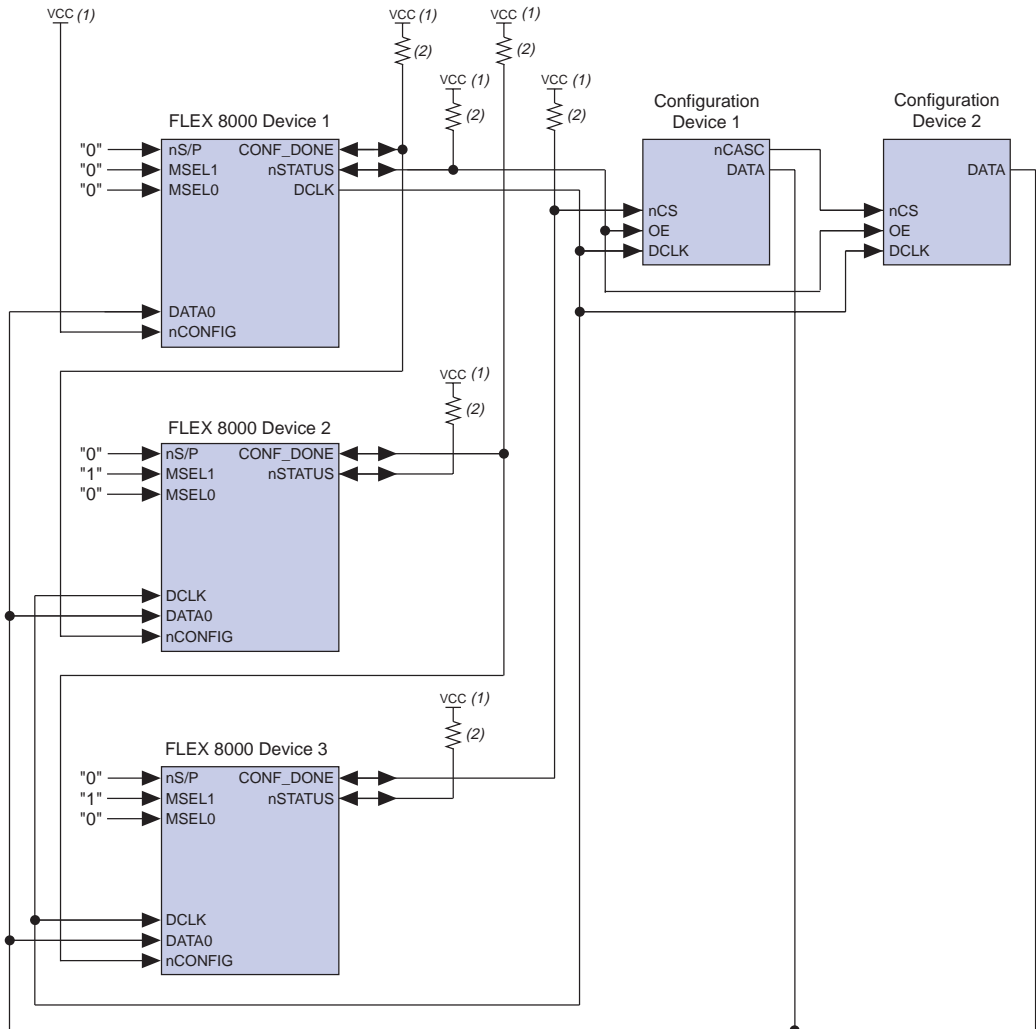 VCC (1)
VCC (1)
VCC (1)
(2)
(2)
VCC (1)
(2)
VCC (1)
(2)
FLEX 8000 Device 1
"0" nS/P CONF_DONE
"0" MSEL1 nSTATUS
"0" MSEL0 DCLK
DATA0
nCONFIG
Configuration
Device 1
nCASC
DATA
nCS
OE
DCLK
Configuration
Device 2
DATA
nCS
OE
DCLK
VCC (1)
(2)
FLEX 8000 Device 2
"0" nS/P CONF_DONE
"1" MSEL1 nSTATUS
"0" MSEL0
DCLK
DATA0
nCONFIG
VCC (1)
(2)
FLEX 8000 Device 3
"0" nS/P CONF_DONE
"1" MSEL1 nSTATUS
"0" MSEL0
DCLK
DATA0
nCONFIG